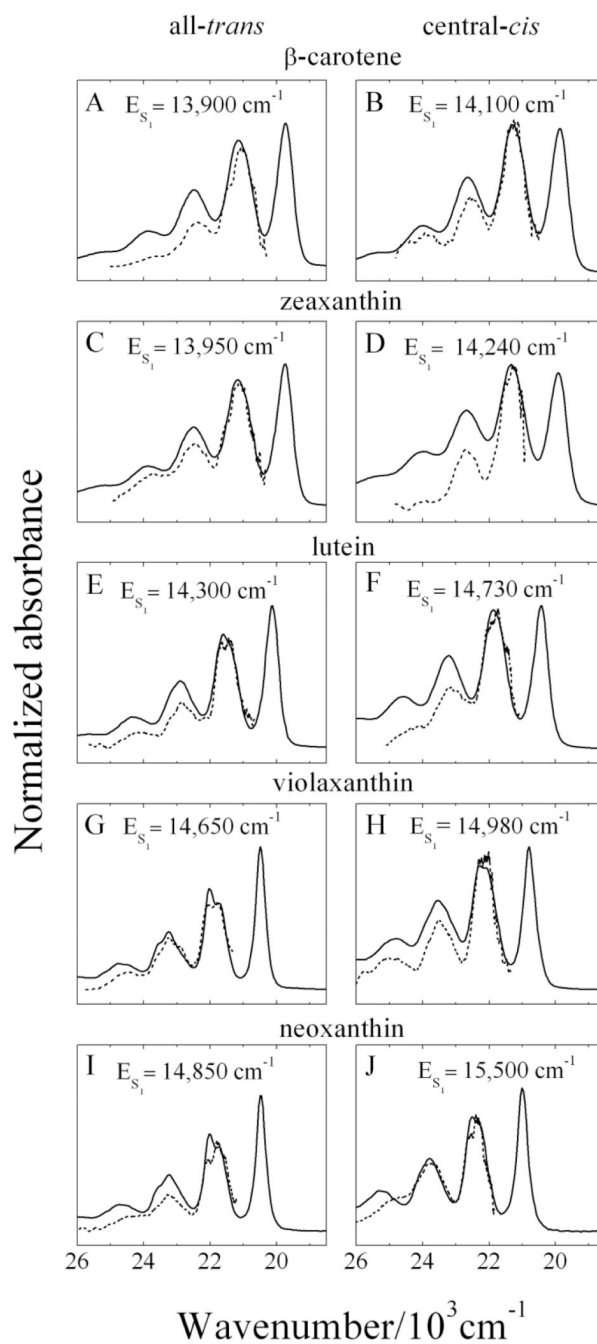 all-trans central-cis
β-carotene
A E_S₁ = 13,900 cm⁻¹ B E_S₁ = 14,100 cm⁻¹
zeaxanthin
C E_S₁ = 13,950 cm⁻¹ D E_S₁ = 14,240 cm⁻¹
lutein
E E_S₁ = 14,300 cm⁻¹ F E_S₁ = 14,730 cm⁻¹
violaxanthin
G E_S₁ = 14,650 cm⁻¹ H E_S₁ = 14,980 cm⁻¹
neoxanthin
I E_S₁ = 14,850 cm⁻¹ J E_S₁ = 15,500 cm⁻¹
Normalized absorbance
26 24 22 20 26 24 22 20
Wavenumber/10³cm⁻¹